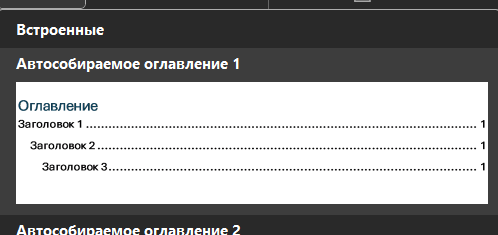 Встроенные
Автособираемое оглавление 1
Оглавление
Заголовок 1 ........................................................................................................ 1
Заголовок 2 ..................................................................................................... 1
Заголовок 3 .................................................................................................. 1
Автособираемое оглавление 2